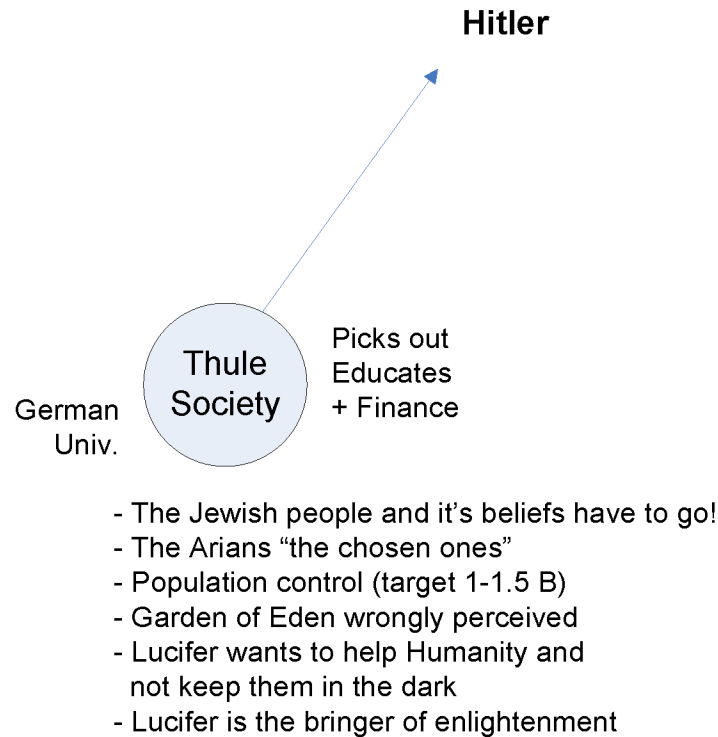 Hitler
Thule
Society
Picks out
Educates
+ Finance
German
Univ.
- The Jewish people and it's beliefs have to go!
- The Arians “the chosen ones”
- Population control (target 1-1.5 B)
- Garden of Eden wrongly perceived
- Lucifer wants to help Humanity and
not keep them in the dark
- Lucifer is the bringer of enlightenment